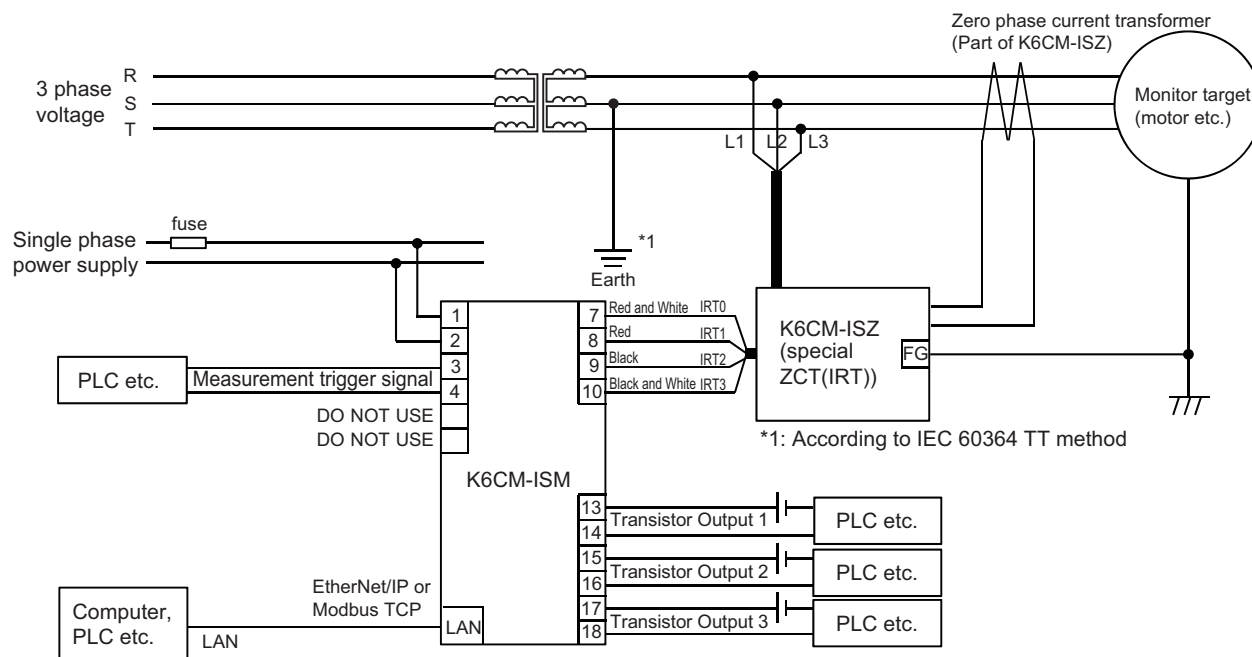 Zero phase current transformer
(Part of K6CM-ISZ)
3 phase
voltage
R
S
T
Monitor target
(motor etc.)
L1
L2
L3
fuse
Single phase
power supply
*1
Earth
1
2
3
4
7
8
9
10
Red and White IRT0
Red IRT1
Black IRT2
Black and White IRT3
K6CM-ISZ
(special
ZCT(IRT))
FG
PLC etc.
Measurement trigger signal
DO NOT USE
DO NOT USE
*1: According to IEC 60364 TT method
K6CM-ISM
13
14
15
16
17
18
Transistor Output 1
PLC etc.
Transistor Output 2
PLC etc.
Transistor Output 3
PLC etc.
EtherNet/IP or
Modbus TCP
Computer,
PLC etc.
LAN
LAN